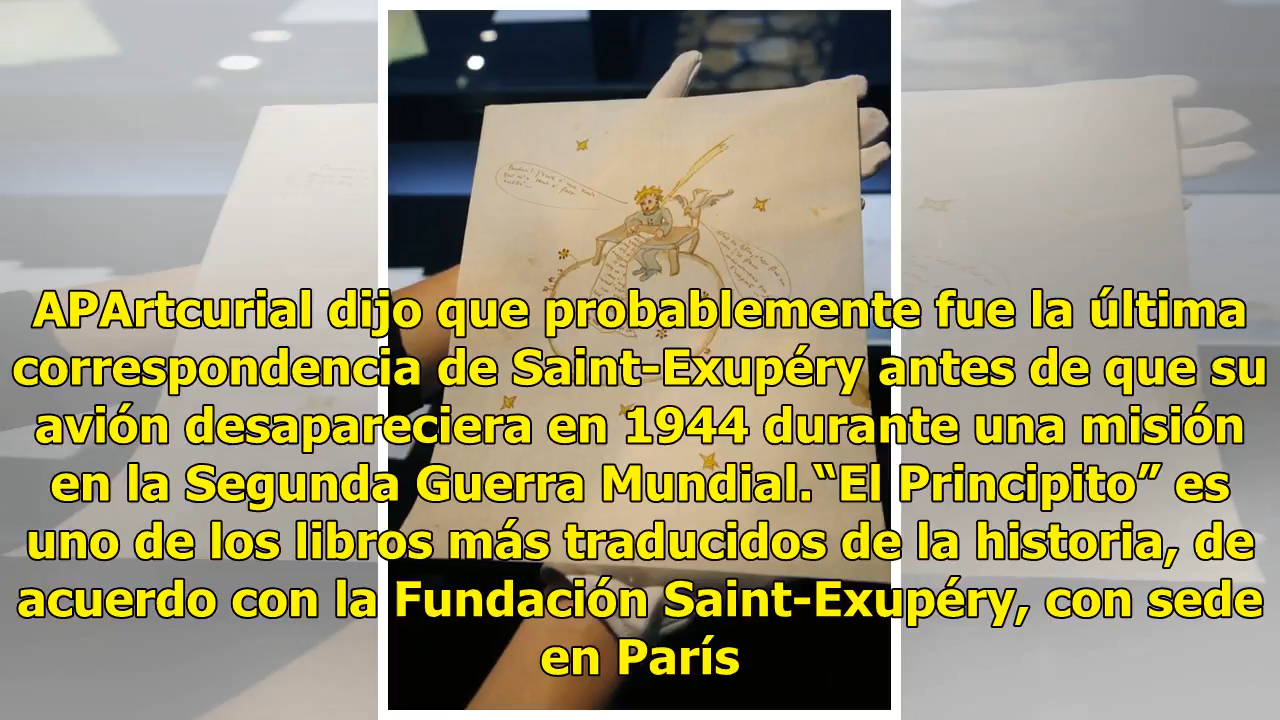 APArtcurial dijo que probablemente fue la última
correspondencia de Saint-Exupéry antes de que su
avión desapareciera en 1944 durante una misión
en la Segunda Guerra Mundial.“El Principito” es
uno de los libros más traducidos de la historia, de
acuerdo con la Fundación Saint-Exupéry, con sede
en París